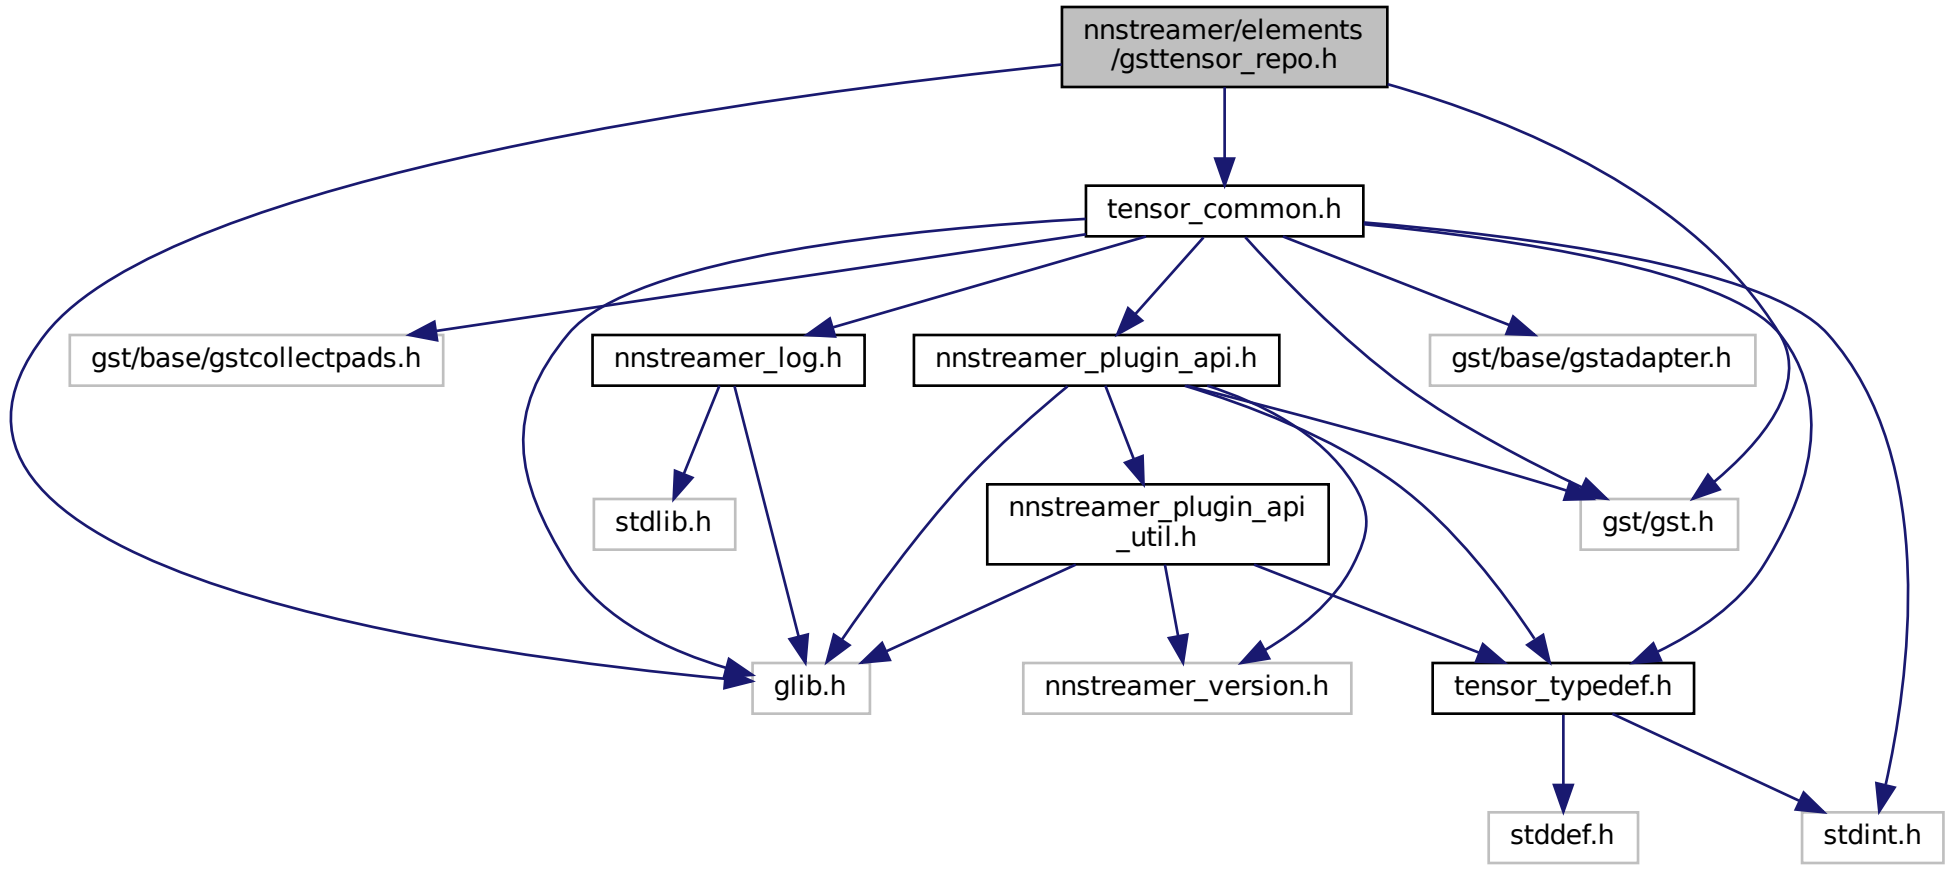 nnstreamer/elements
/gsttensor_repo.h
tensor_common.h
gst/base/gstcollectpads.h
nnstreamer_log.h
nnstreamer_plugin_api.h
gst/base/gstadapter.h
stdlib.h
nnstreamer_plugin_api
_util.h
gst/gst.h
glib.h
nnstreamer_version.h
tensor_typedef.h
stddef.h
stdint.h